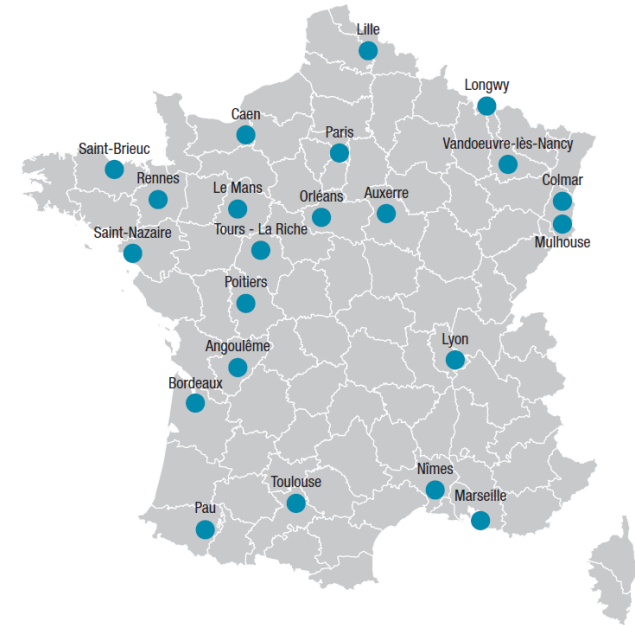 Lille
Longwy
Caen
Paris
Vandoeuvre-lès-Nancy
Saint-Brieuc
Rennes
Colmar
Le Mans
Orléans
Auxerre
Saint-Nazaire
Tours - La Riche
Mulhouse
Poitiers
Lyon
Angoulême
Bordeaux
Nîmes
Toulouse
Marseille
Pau